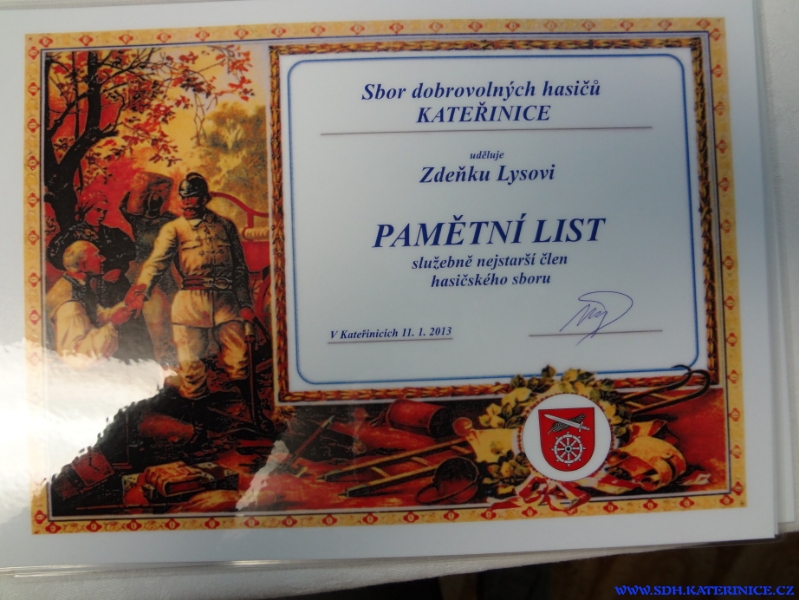 Sbor dobrovolných hasičů
KATEŘINICE
uděluje
Zdeňku Lysovi
PAMĚTNÍ LIST
služebně nejstarší člen
hasičského sboru
V Kateřinicích 11. 1. 2013
WWW.SDH.KATERINICE.CZ